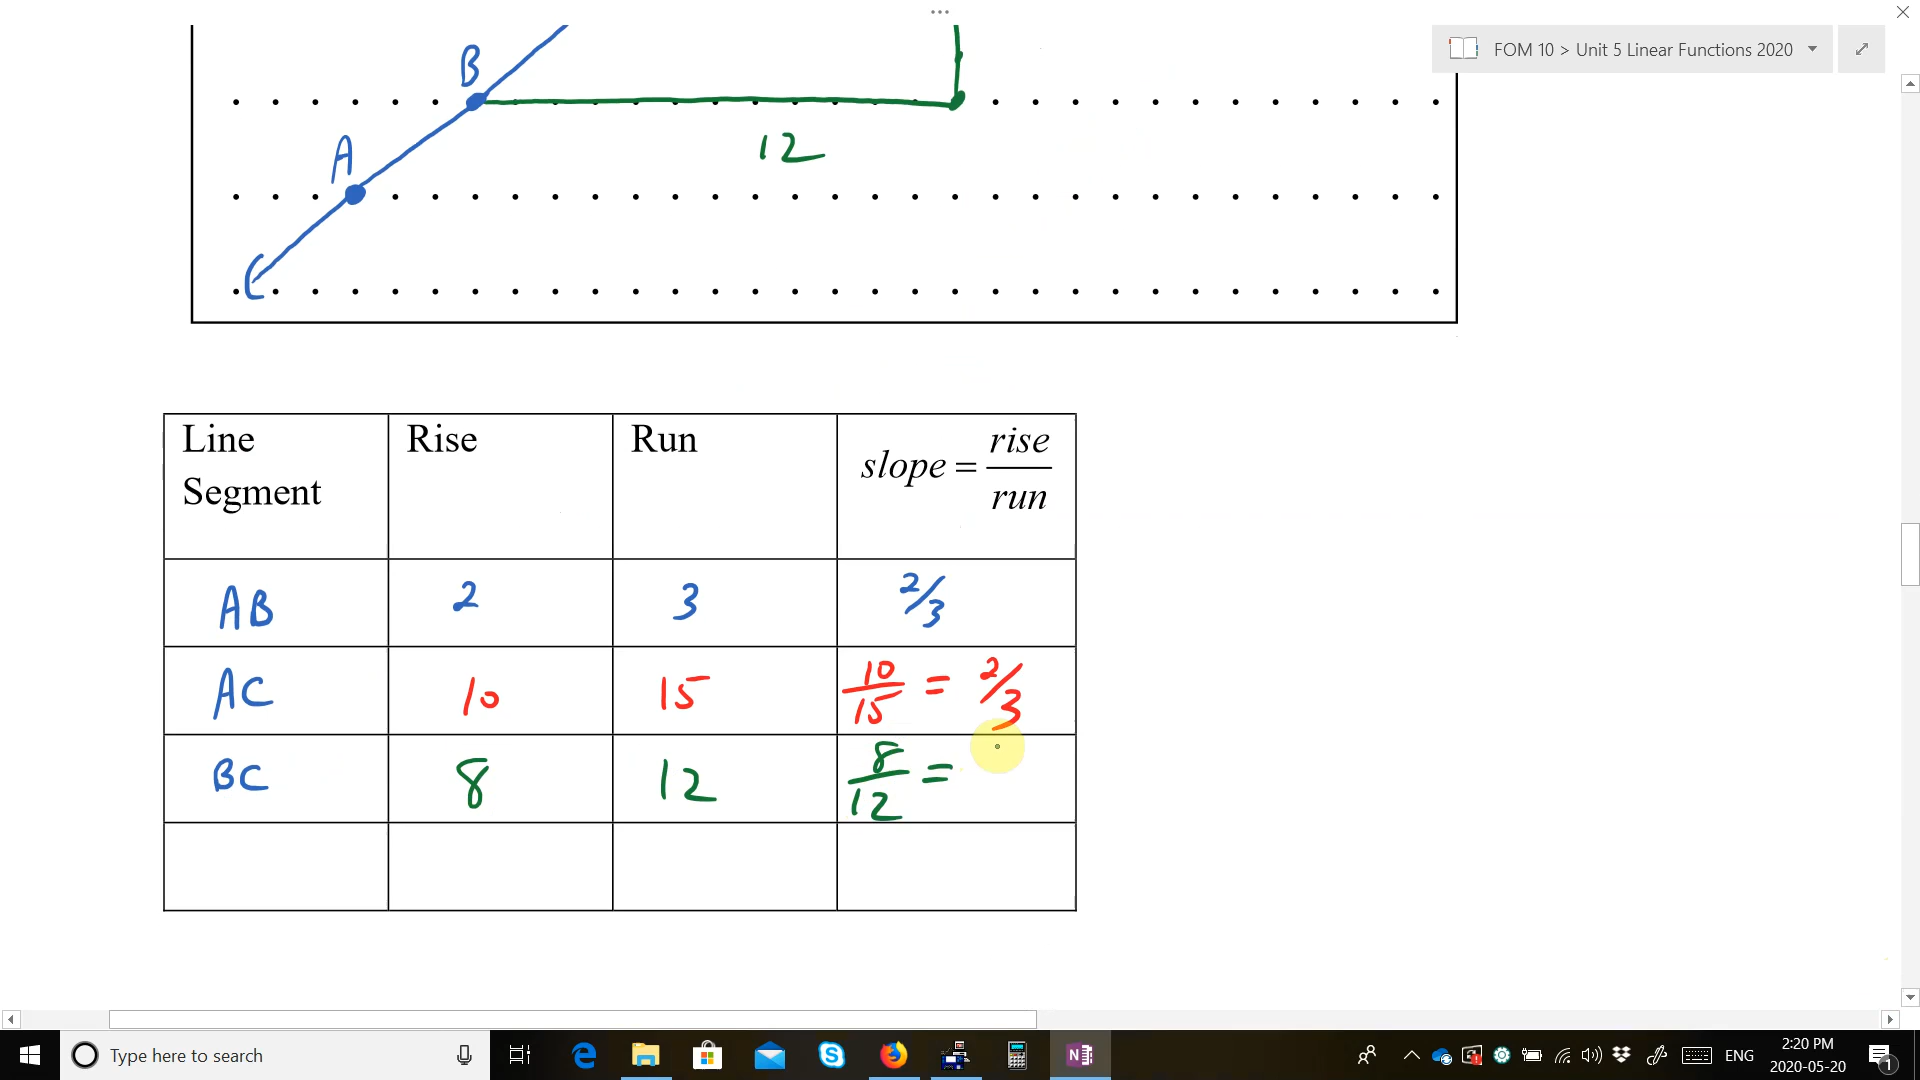 FOM 10 > Unit 5 Linear Functions 2020
B
12
A
Line Segment
Rise
Run
slope = rise/run
AB
2
3
2/3
AC
10
15
10/15 = 2/3
BC
8
12
8/12 =
Type here to search
ENG
2:20 PM
2020-05-20
1